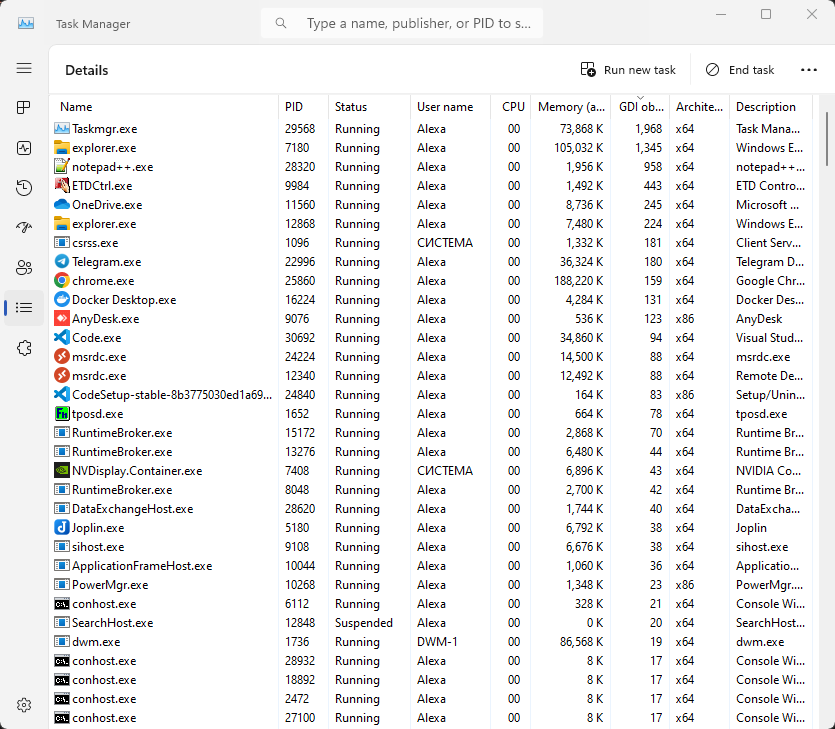 Task Manager
Type a name, publisher, or PID to s...
Details
Run new task
End task
Name PID Status User name CPU Memory (a... GDI ob... Archite... Description
Taskmgr.exe 29568 Running Alexa 00 73,868 K 1,968 x64 Task Mana...
explorer.exe 7180 Running Alexa 00 105,032 K 1,345 x64 Windows E...
notepad++.exe 28320 Running Alexa 00 1,956 K 958 x64 notepad++...
ETDCtrl.exe 9984 Running Alexa 00 1,492 K 443 x64 ETD Contro...
OneDrive.exe 11560 Running Alexa 00 8,736 K 245 x64 Microsoft ...
explorer.exe 12868 Running Alexa 00 7,480 K 224 x64 Windows E...
csrss.exe 1096 Running СИСТЕМА 00 1,332 K 181 x64 Client Serv...
Telegram.exe 22996 Running Alexa 00 36,324 K 180 x64 Telegram D...
chrome.exe 25860 Running Alexa 00 188,220 K 159 x64 Google Chr...
Docker Desktop.exe 16224 Running Alexa 00 4,284 K 131 x64 Docker Des...
AnyDesk.exe 9076 Running Alexa 00 536 K 123 x86 AnyDesk
Code.exe 30692 Running Alexa 00 34,860 K 94 x64 Visual Stud...
msrdc.exe 24224 Running Alexa 00 14,500 K 88 x64 msrdc.exe
msrdc.exe 12340 Running Alexa 00 12,492 K 88 x64 Remote De...
CodeSetup-stable-8b3775030ed1a69... 24840 Running Alexa 00 164 K 83 x86 Setup/Unin...
tposd.exe 1652 Running Alexa 00 664 K 78 x64 tposd.exe
RuntimeBroker.exe 15172 Running Alexa 00 2,868 K 70 x64 Runtime Br...
RuntimeBroker.exe 13276 Running Alexa 00 6,480 K 44 x64 Runtime Br...
NVDisplay.Container.exe 7408 Running СИСТЕМА 00 6,896 K 43 x64 NVIDIA Co...
RuntimeBroker.exe 8048 Running Alexa 00 2,700 K 42 x64 Runtime Br...
DataExchangeHost.exe 28620 Running Alexa 00 1,744 K 40 x64 DataExcha...
Joplin.exe 5180 Running Alexa 00 6,792 K 38 x64 Joplin
sihost.exe 9108 Running Alexa 00 6,676 K 38 x64 sihost.exe
ApplicationFrameHost.exe 10044 Running Alexa 00 1,060 K 36 x64 Applicatio...
PowerMgr.exe 10268 Running Alexa 00 1,348 K 23 x86 PowerMgr....
conhost.exe 6112 Running Alexa 00 328 K 21 x64 Console Wi...
SearchHost.exe 12848 Suspended Alexa 00 0 K 20 x64 SearchHost...
dwm.exe 1736 Running DWM-1 00 86,568 K 19 x64 dwm.exe
conhost.exe 28932 Running Alexa 00 8 K 17 x64 Console Wi...
conhost.exe 18892 Running Alexa 00 8 K 17 x64 Console Wi...
conhost.exe 2472 Running Alexa 00 8 K 17 x64 Console Wi...
conhost.exe 27100 Running Alexa 00 8 K 17 x64 Console Wi...